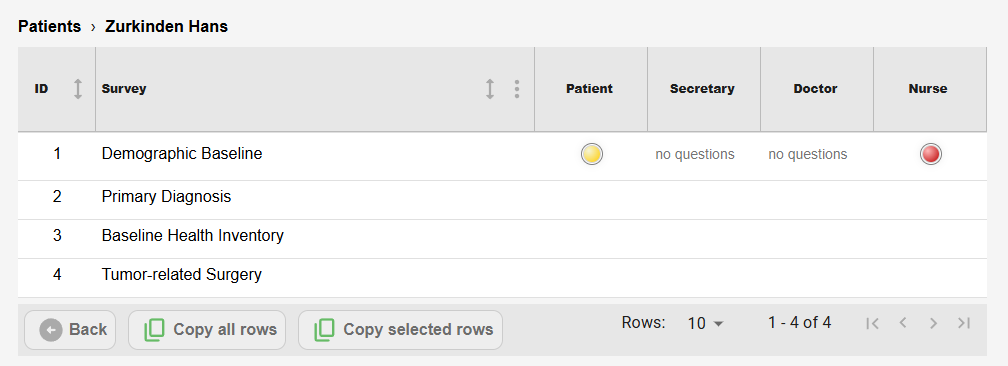 Patients › Zurkinden Hans
ID Survey Patient Secretary Doctor Nurse
1 Demographic Baseline no questions no questions
2 Primary Diagnosis
3 Baseline Health Inventory
4 Tumor-related Surgery
Back Copy all rows Copy selected rows Rows: 10 1 - 4 of 4